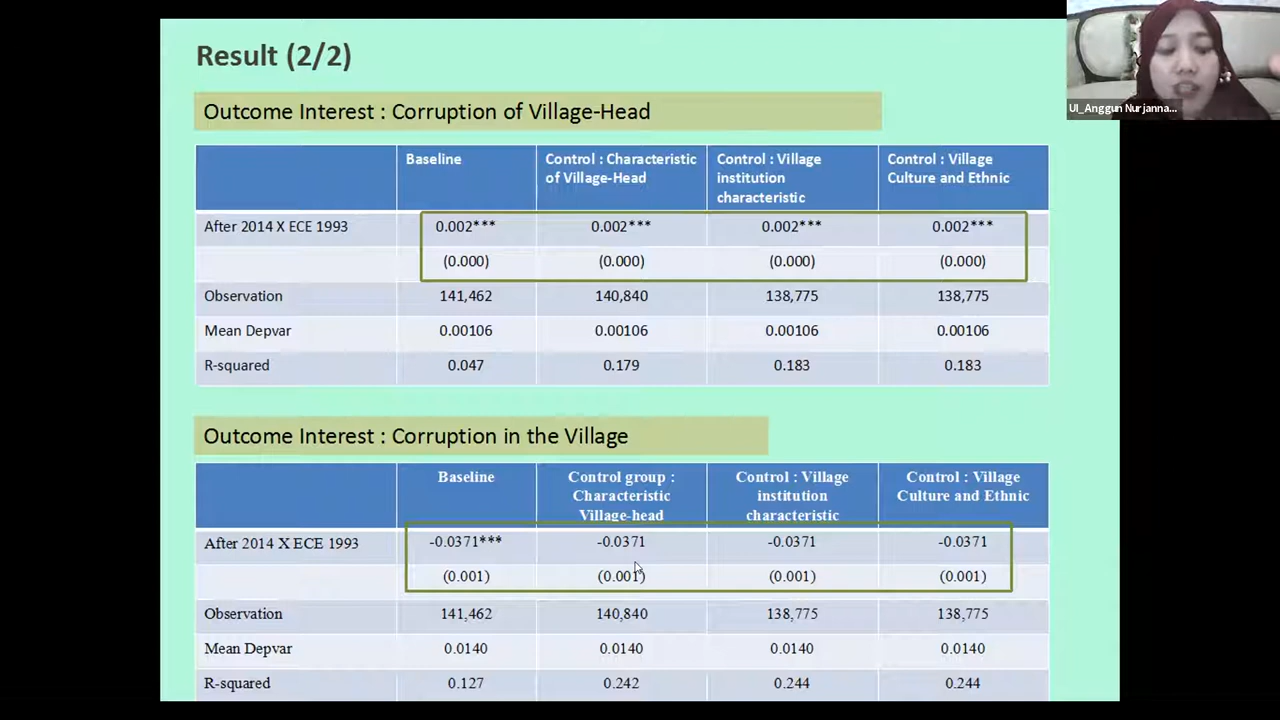 Result (2/2)
Outcome Interest : Corruption of Village-Head
Baseline
Control : Characteristic
of Village-Head
Control : Village
institution
characteristic
Control : Village
Culture and Ethnic
After 2014 X ECE 1993 0.002*** 0.002*** 0.002*** 0.002***
(0.000) (0.000) (0.000) (0.000)
Observation 141,462 140,840 138,775 138,775
Mean Depvar 0.00106 0.00106 0.00106 0.00106
R-squared 0.047 0.179 0.183 0.183
Outcome Interest : Corruption in the Village
Baseline
Control group :
Characteristic
Village-head
Control : Village
institution
characteristic
Control : Village
Culture and Ethnic
After 2014 X ECE 1993 -0.0371*** -0.0371 -0.0371 -0.0371
(0.001) (0.001) (0.001) (0.001)
Observation 141,462 140,840 138,775 138,775
Mean Depvar 0.0140 0.0140 0.0140 0.0140
R-squared 0.127 0.242 0.244 0.244
UI_Anggun Nurjanna...